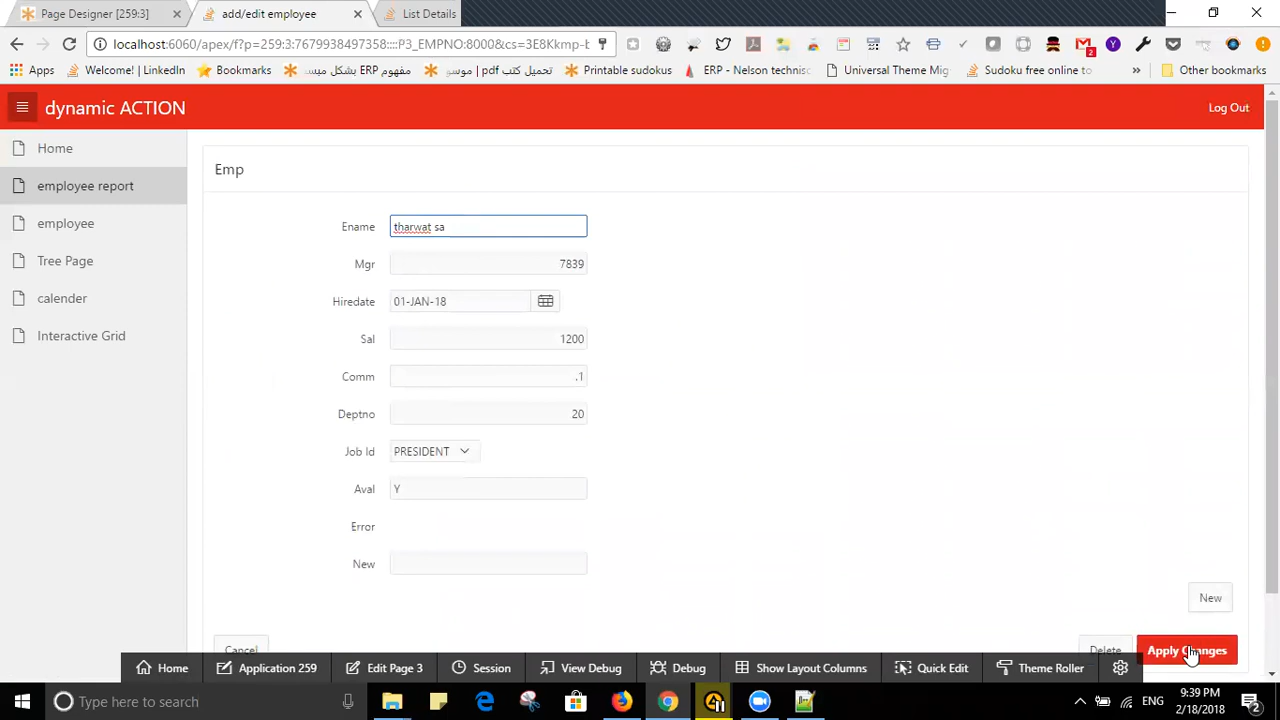 Page Designer [259:3]
add/edit employee
List Details
localhost:6060/apex/f?p=259:3:7679938497358::::P3_EMPNO:8000&cs=3E8Kkmp-b
2
Apps
Welcome! | LinkedIn
Bookmarks
مفهوم ERP بشكل مبسط
تحميل كتب pdf | موسو
Printable sudokus
ERP - Nelson technisc
Universal Theme Mig
Sudoku free online to
»
Other bookmarks
dynamic ACTION
Log Out
Home
employee report
employee
Tree Page
calender
Interactive Grid
Emp
Ename tharwat sa
Mgr 7839
Hiredate 01-JAN-18
Sal 1200
Comm .1
Deptno 20
Job Id PRESIDENT
Aval Y
Error
New
New
Cancel
Delete
Apply Changes
Home
Application 259
Edit Page 3
Session
View Debug
Debug
Show Layout Columns
Quick Edit
Theme Roller
Type here to search
ENG
9:39 PM
2/18/2018
2